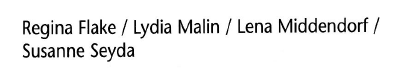 Regina Flake / Lydia Malin / Lena Middendorf /
Susanne Seyda